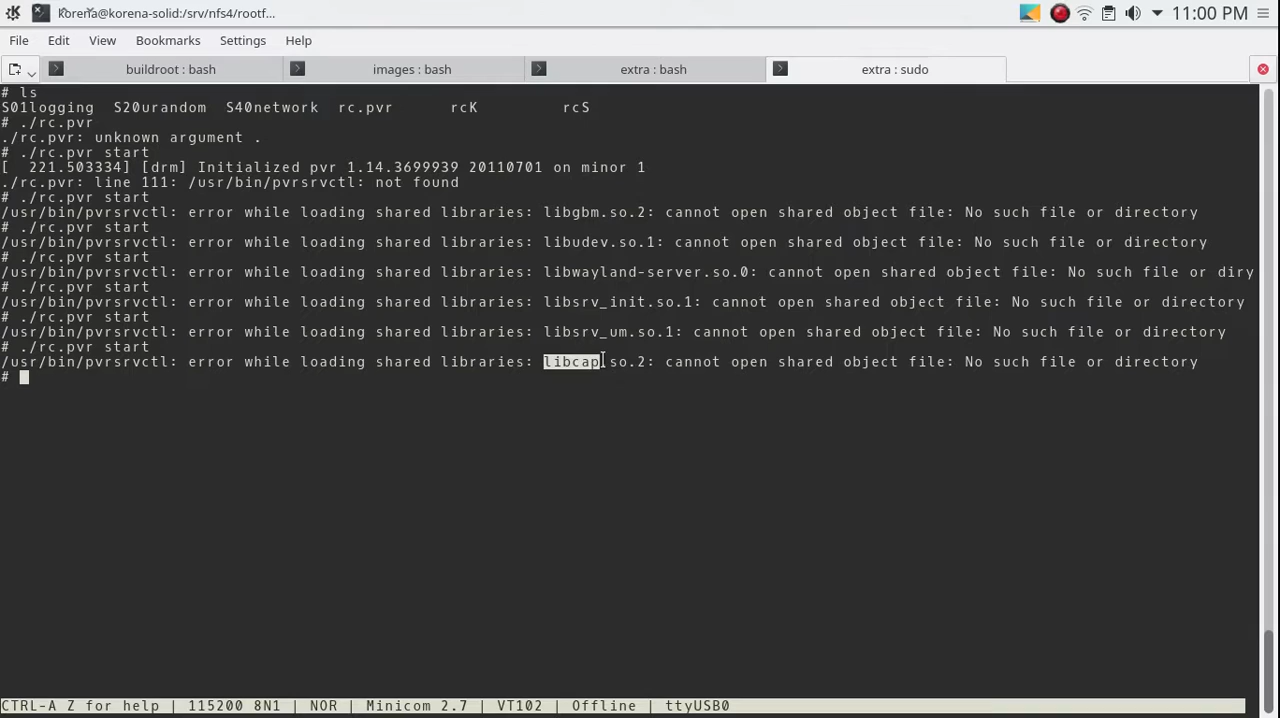 korena@korena-solid:/srv/nfs4/rootf...
11:00 PM
File Edit View Bookmarks Settings Help
buildroot : bash images : bash extra : bash extra : sudo
# ls
S01logging S20urandom S40network rc.pvr rcK rcS
# ./rc.pvr
./rc.pvr: unknown argument .
# ./rc.pvr start
[ 221.503334] [drm] Initialized pvr 1.14.3699939 20110701 on minor 1
./rc.pvr: line 111: /usr/bin/pvrsrvctl: not found
# ./rc.pvr start
/usr/bin/pvrsrvctl: error while loading shared libraries: libgbm.so.2: cannot open shared object file: No such file or directory
# ./rc.pvr start
/usr/bin/pvrsrvctl: error while loading shared libraries: libudev.so.1: cannot open shared object file: No such file or directory
# ./rc.pvr start
/usr/bin/pvrsrvctl: error while loading shared libraries: libwayland-server.so.0: cannot open shared object file: No such file or diry
# ./rc.pvr start
/usr/bin/pvrsrvctl: error while loading shared libraries: libsrv_init.so.1: cannot open shared object file: No such file or directory
# ./rc.pvr start
/usr/bin/pvrsrvctl: error while loading shared libraries: libsrv_um.so.1: cannot open shared object file: No such file or directory
# ./rc.pvr start
/usr/bin/pvrsrvctl: error while loading shared libraries: libcap.so.2: cannot open shared object file: No such file or directory
#
CTRL-A Z for help | 115200 8N1 | NOR | Minicom 2.7 | VT102 | Offline | ttyUSB0